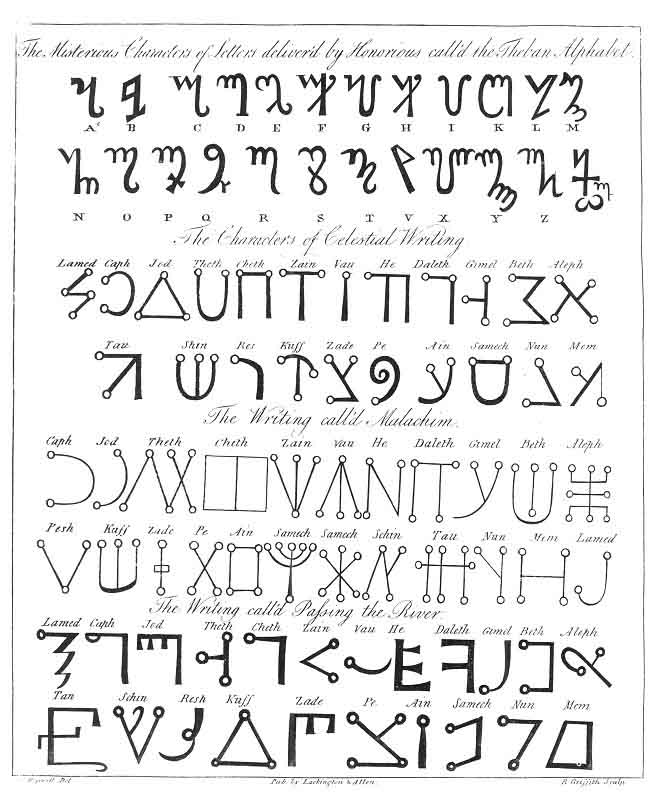 The Misterious Characters of Letters deliver'd by Honorious call'd the Theban Alphabet.
A B C D E F G H I K L M
N O P Q R S T V X Y Z
The Characters of Celestial Writing
Lamed Caph Jod Theth Cheth Zain Vau He Daleth Gimel Beth Aleph
Tau Shin Res Kuff Zade Pe Ain Samech Nun Mem
The Writing call'd Malachim.
Caph Jod Theth Cheth Zain Vau He Daleth Gimel Beth Aleph
Pesh Kuff Zade Pe Ain Samech Samech Schin Tau Nun Mem Lamed
The Writing call'd Paſsing the River.
Lamed Caph Jod Theth Cheth Zain Vau He Daleth Gimel Beth Aleph
Tau Schin Resh Kuff Zade Pe Ain Samech Nun Mem
Del. Pub. by Lackington & Allen. R. Griffith Sculp.